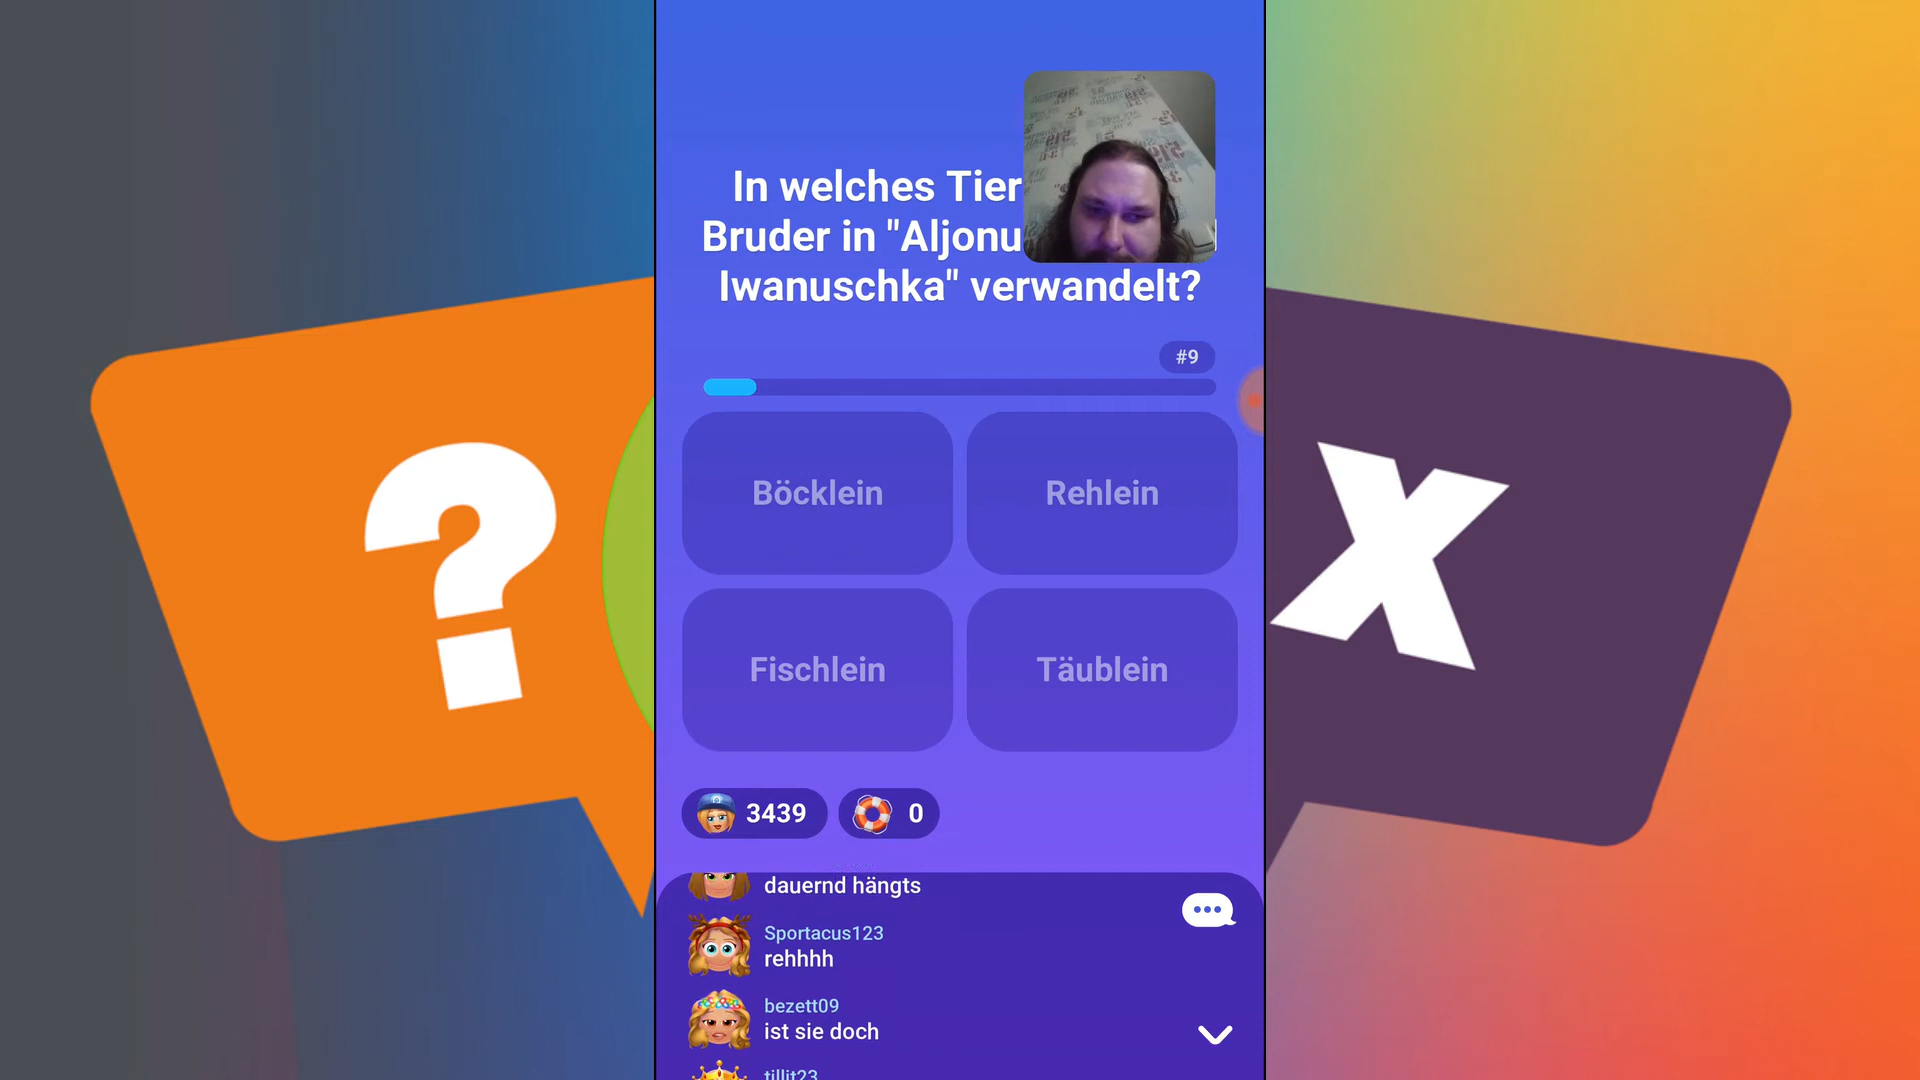 In welches Tier
Bruder in "Aljonu
Iwanuschka" verwandelt?
#9
Böcklein
Rehlein
Fischlein
Täublein
3439
0
dauernd hängts
Sportacus123
rehhhh
bezett09
ist sie doch
tillit23
?
X